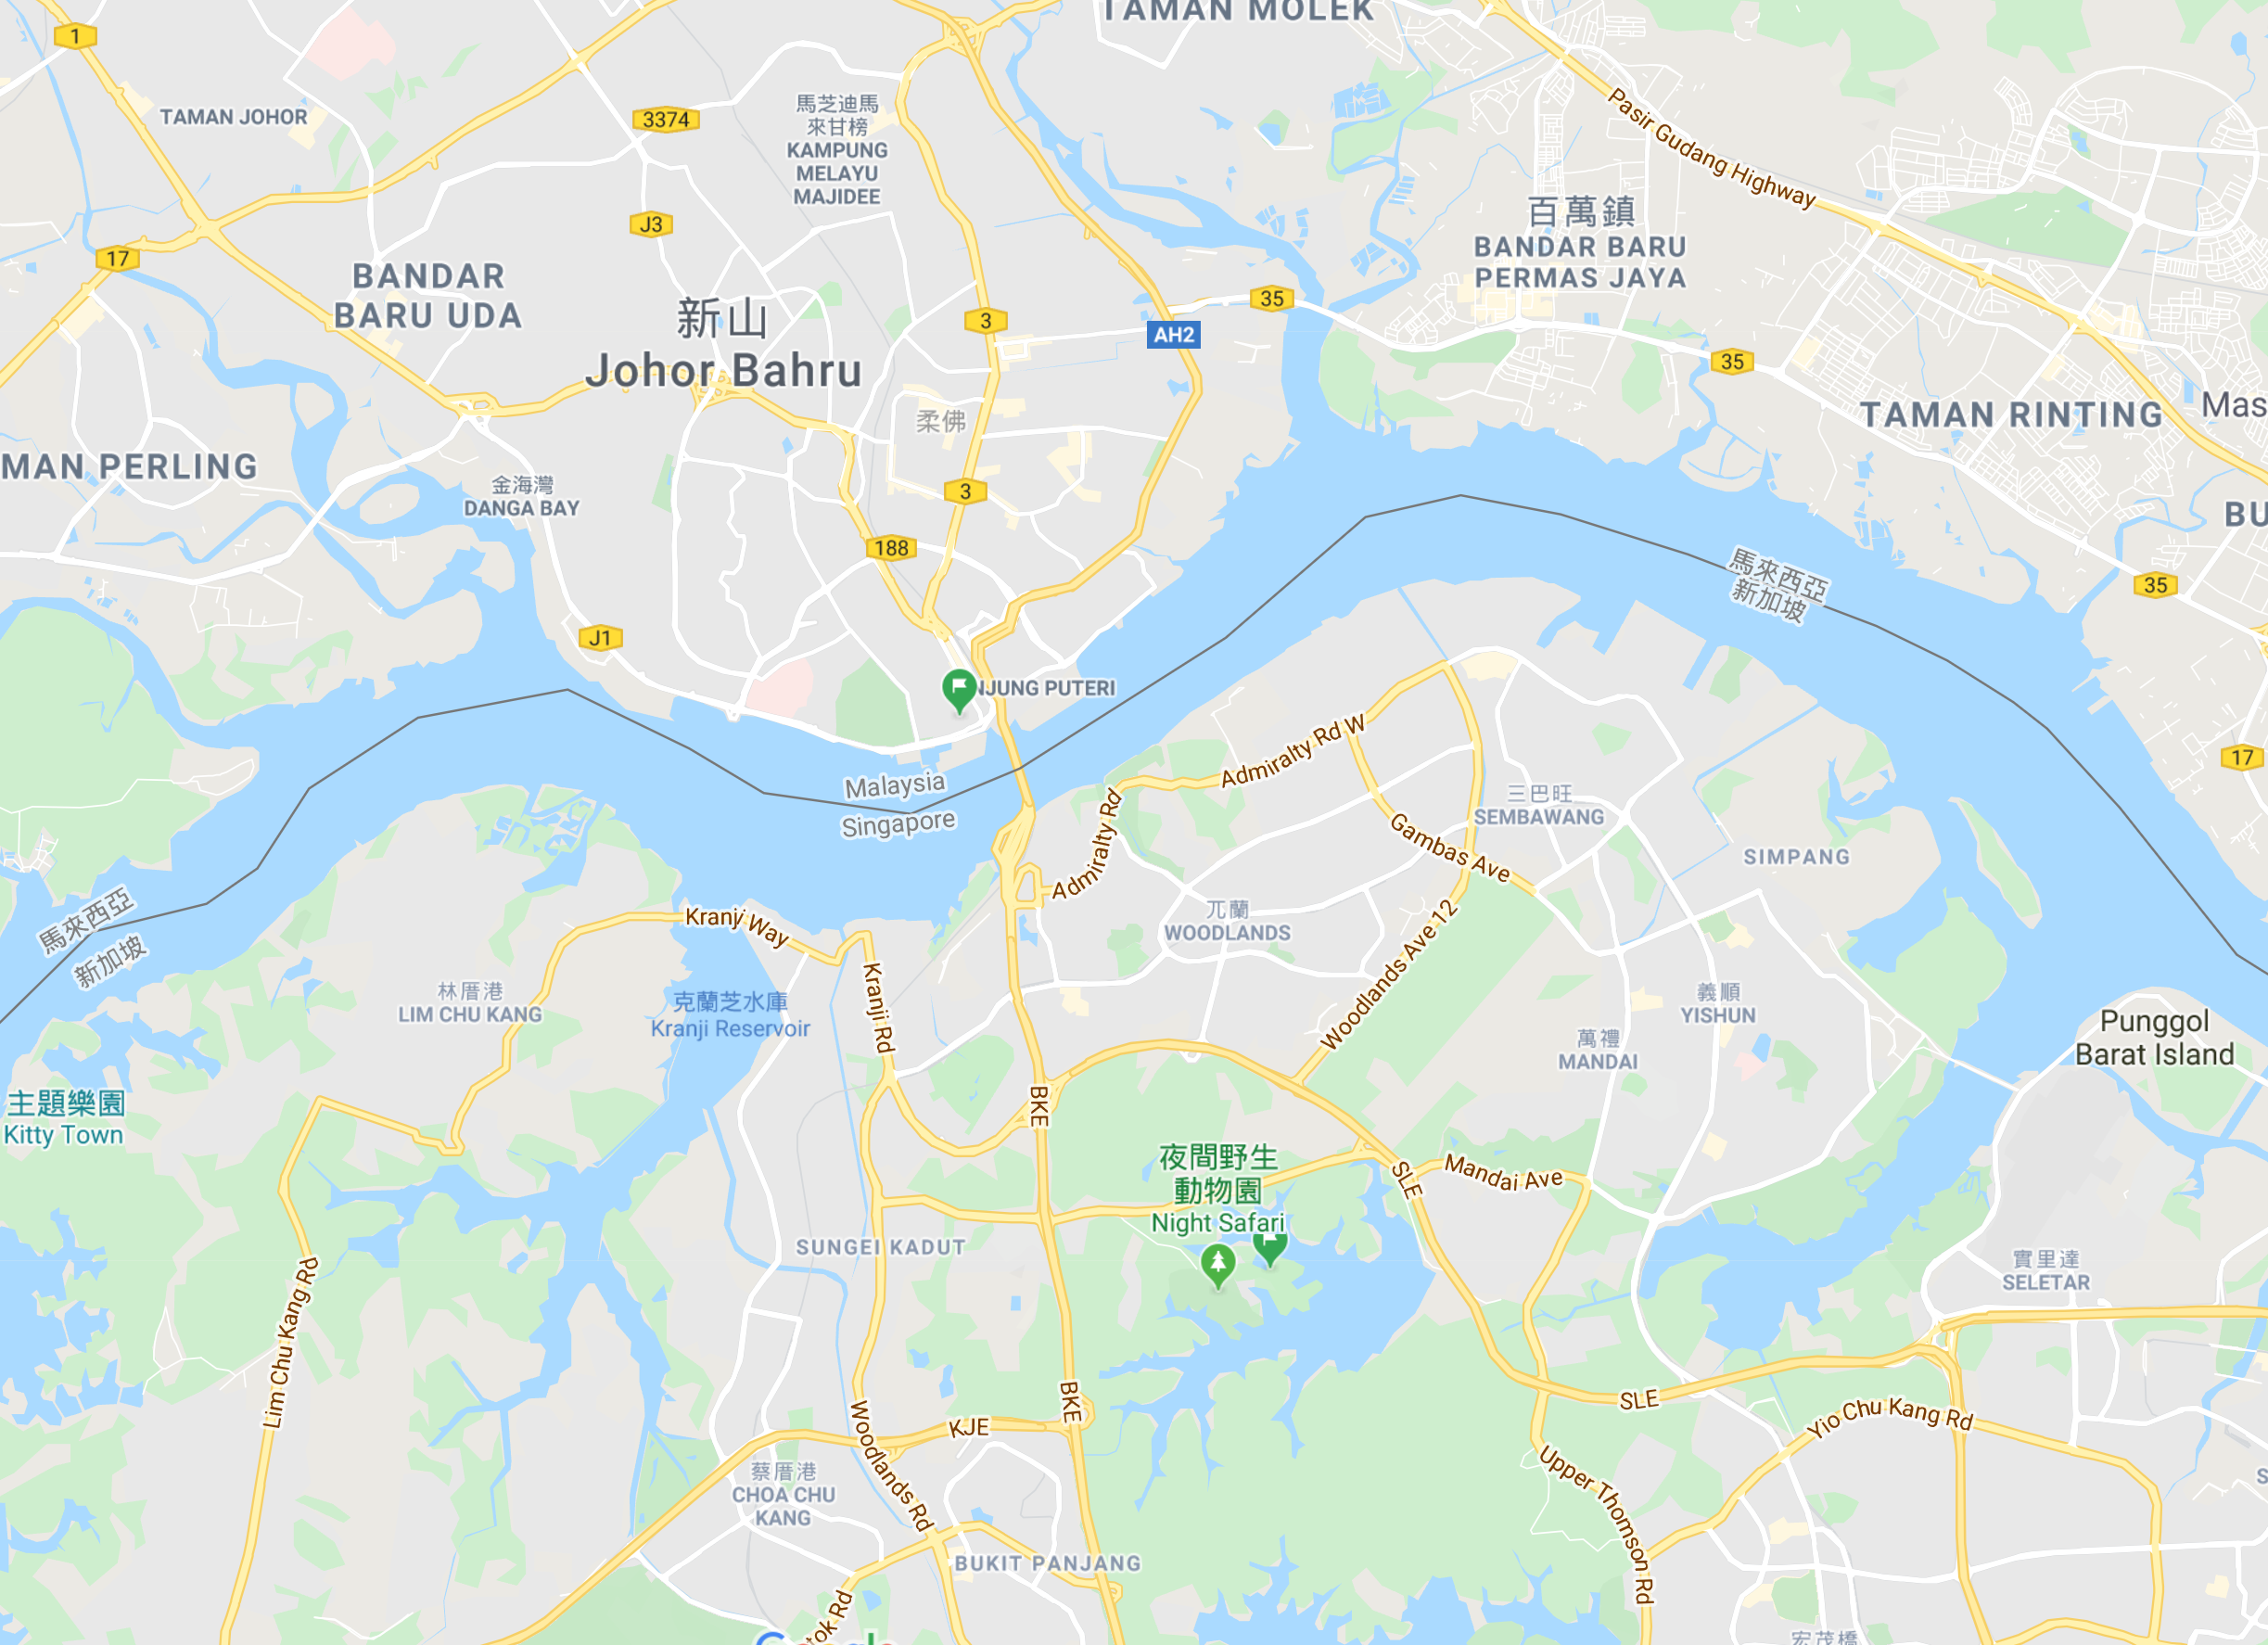 TAMAN MOLEK
1
TAMAN JOHOR
3374
馬芝迪馬
來甘榜
KAMPUNG
MELAYU
MAJIDEE
Pasir Gudang Highway
J3
百萬鎮
BANDAR BARU
PERMAS JAYA
17
BANDAR
BARU UDA
新山
Johor Bahru
3
AH2
35
35
柔佛
TAMAN RINTING
Mas
MAN PERLING
金海灣
DANGA BAY
3
188
BU
馬來西亞
新加坡
35
J1
NJUNG PUTERI
Admiralty Rd W
17
Malaysia
Singapore
Admiralty Rd
三巴旺
SEMBAWANG
Gambas Ave
SIMPANG
馬來西亞
新加坡
Kranji Way
兀蘭
WOODLANDS
Woodlands Ave 12
林厝港
LIM CHU KANG
克蘭芝水庫
Kranji Reservoir
Kranji Rd
義順
YISHUN
萬禮
MANDAI
Punggol
Barat Island
主題樂園
Kitty Town
BKE
夜間野生
動物園
Night Safari
SLE
Mandai Ave
SUNGEI KADUT
實里達
SELETAR
Lim Chu Kang Rd
BKE
KJE
Woodlands Rd
SLE
Yio Chu Kang Rd
Upper Thomson Rd
蔡厝港
CHOA CHU
KANG
S
BUKIT PANJANG
tok Rd
Google
宏茂橋